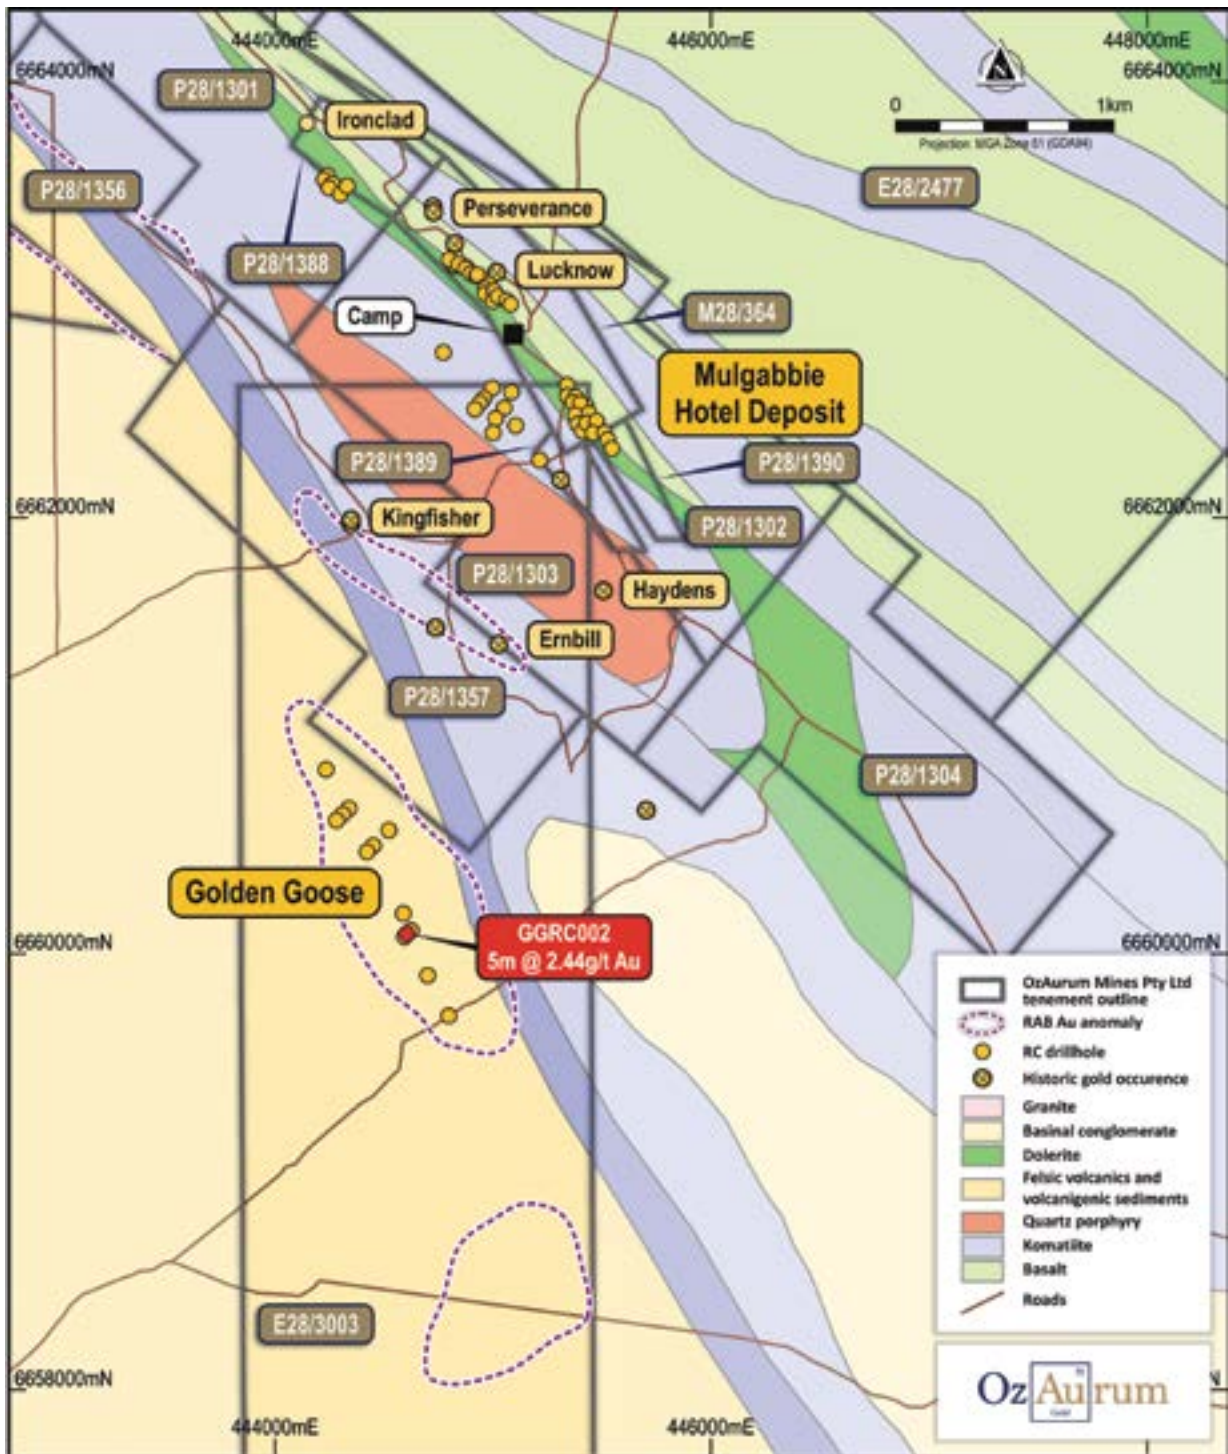 444000mE
446000mE
448000mE
6664000mN
6664000mN
P28/1301
0
1km
Ironclad
Projection: MGA Zone 51 (GDA94)
P28/1356
E28/2477
Perseverance
P28/1388
Lucknow
Camp
M28/364
Mulgabbie
Hotel Deposit
P28/1389
P28/1390
6662000mN
6662000mN
Kingfisher
P28/1302
P28/1303
Haydens
Ernbill
P28/1357
P28/1304
Golden Goose
GGRC002
5m @ 2.44g/t Au
6660000mN
6660000mN
OzAurum Mines Pty Ltd
tenement outline
RAB Au anomaly
RC drillhole
Historic gold occurence
Granite
Basinal conglomerate
Dolerite
Felsic volcanics and
volcanigenic sediments
Quartz porphyry
Komatiite
Basalt
Roads
E28/3003
6658000mN
N
OzAurum
Gold
444000mE
446000mE